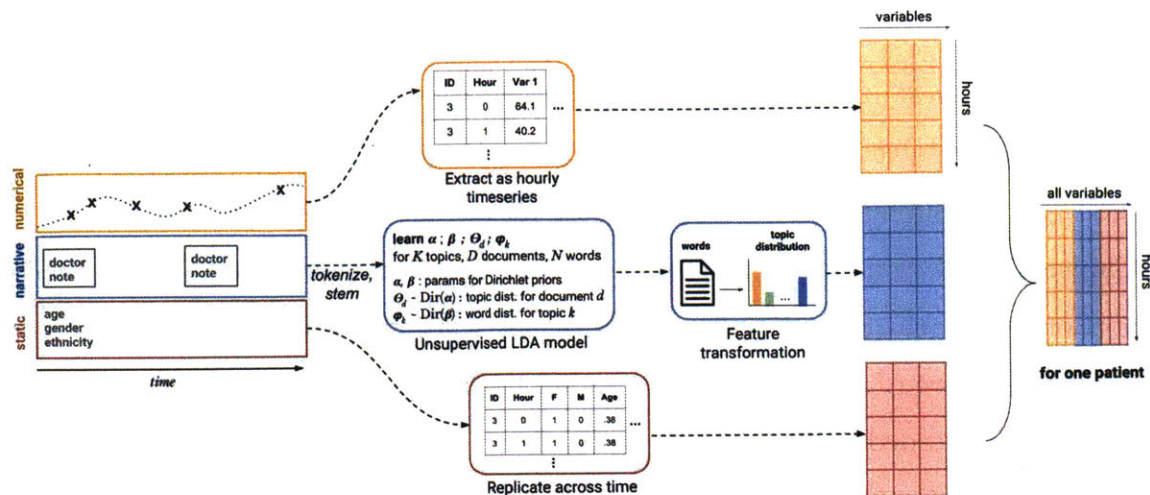 numerical
X X X X X
narrative
doctor
note
doctor
note
static
age
gender
ethnicity
time
tokenize,
stem
ID Hour Var 1
3 0 64.1 ...
3 1 40.2
⋮
Extract as hourly
timeseries
learn α ; β ; Θd ; φk
for K topics, D documents, N words
α, β : params for Dirichlet priors
Θd ~ Dir(α) : topic dist. for document d
φk ~ Dir(β) : word dist. for topic k
Unsupervised LDA model
words
topic
distribution
...
Feature
transformation
ID Hour F M Age
3 0 1 0 .38 ...
3 1 1 0 .38
⋮
Replicate across time
variables
hours
all variables
hours
for one patient